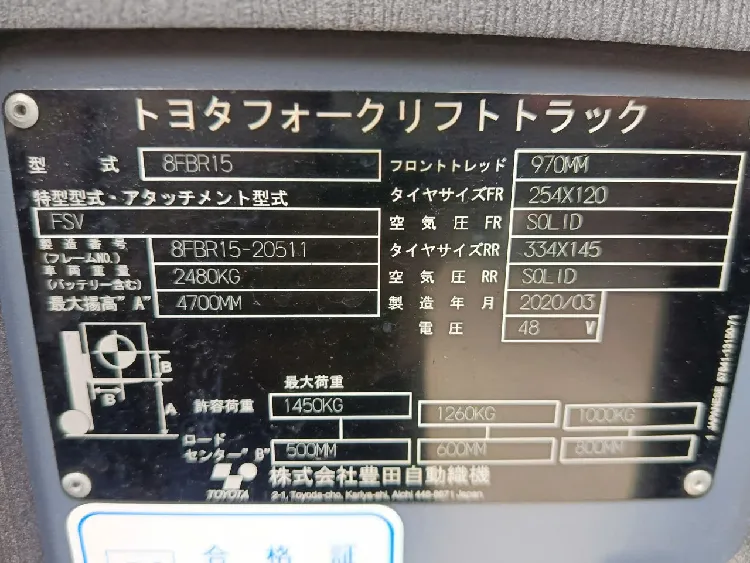 トヨタフォークリフトトラック
型式 8FBR15
特型型式・アタッチメント型式
FSV
製造番号
(フレームNO.) 8FBR15-20511
車両重量
(バッテリー含む) 2480KG
最大揚高"A" 4700MM
フロントトレッド 970MM
タイヤサイズFR 254X120
空気圧FR SOLID
タイヤサイズRR 334X145
空気圧RR SOLID
製造年月 2020/03
電圧 48 V
B
B
A
最大荷重
許容荷重 1450KG 1260KG 1000KG
ロード
センター"B" 500MM 600MM 800MM
TOYOTA
株式会社豊田自動織機
2-1, Toyoda-cho, Kariya-shi, Aichi 448-8671 Japan
合格証